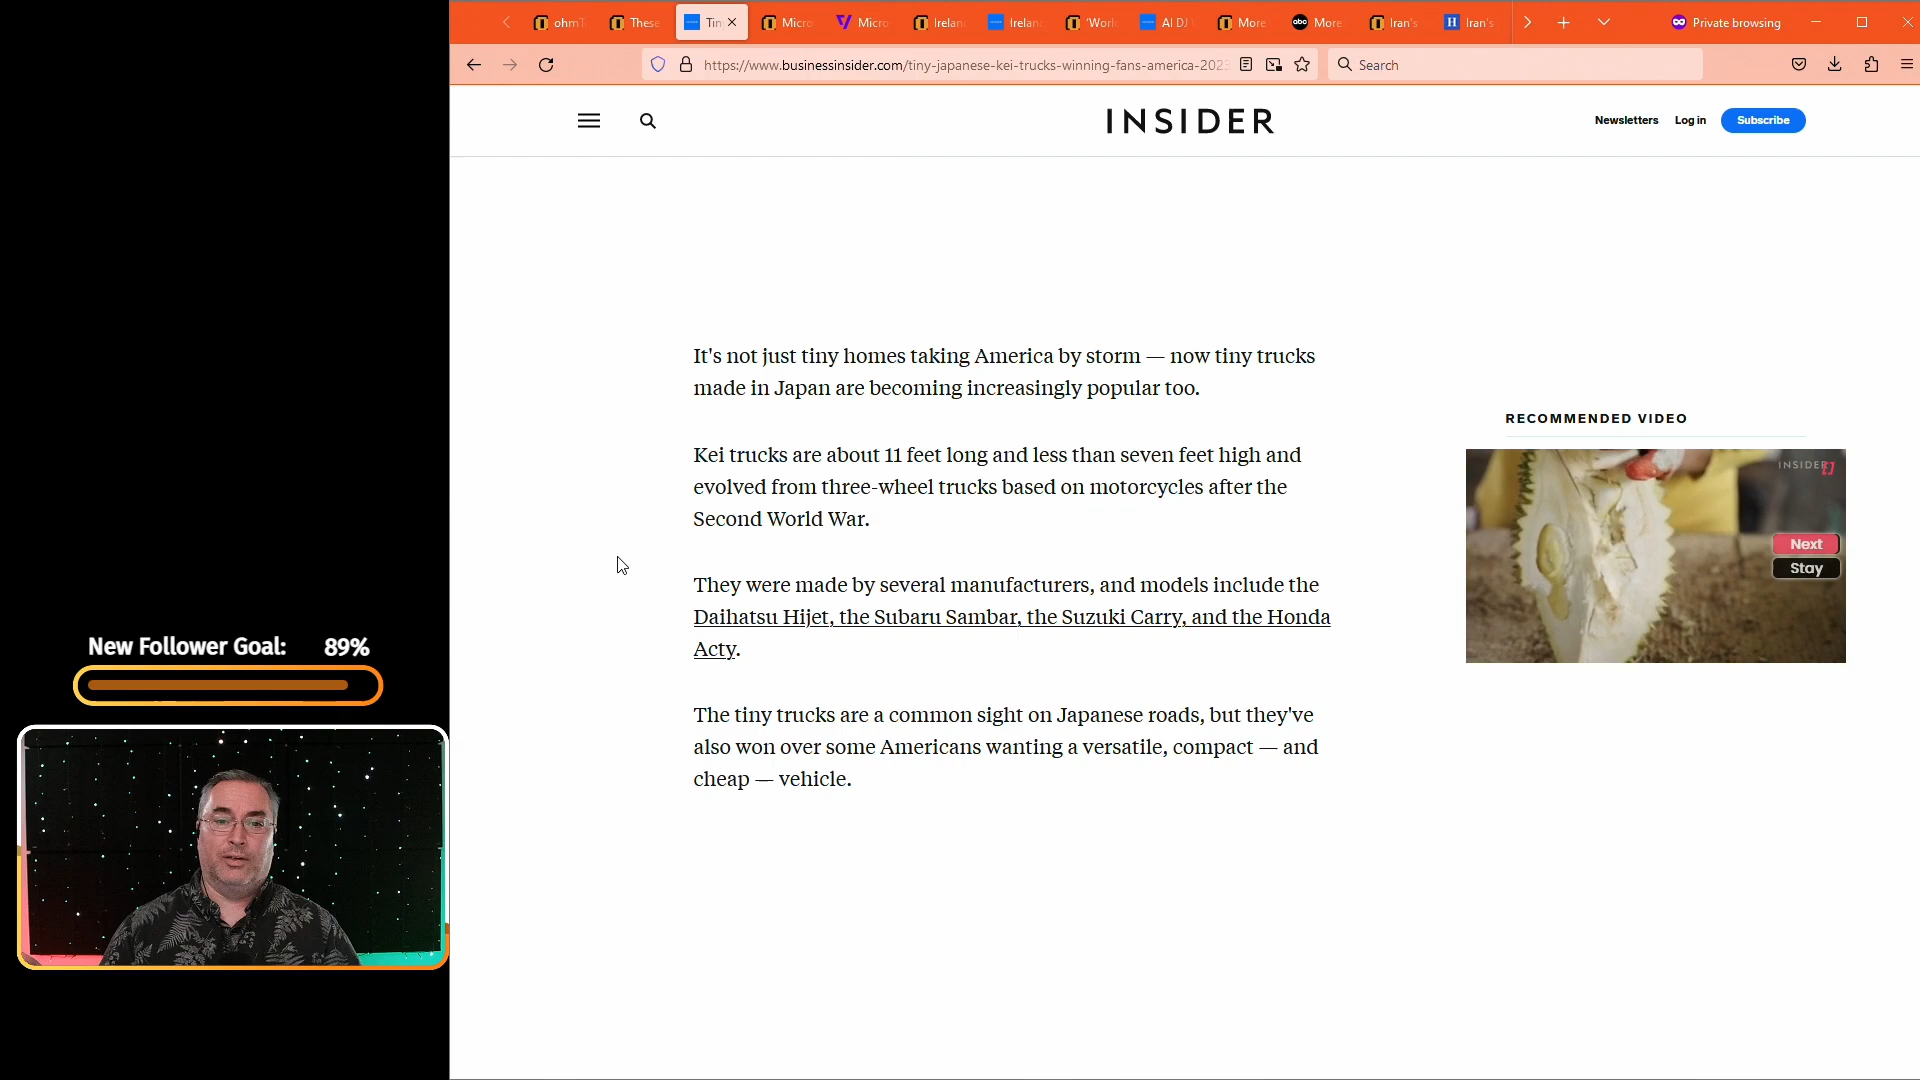 ohmT
These
Tin
Micro
Micro
Irelan
Irelan
'Worl
AI DJ
More
More
Iran's
Iran's
Private browsing
https://www.businessinsider.com/tiny-japanese-kei-trucks-winning-fans-america-2023
Search
INSIDER
Newsletters
Log in
Subscribe
It's not just tiny homes taking America by storm — now tiny trucks
made in Japan are becoming increasingly popular too.
Kei trucks are about 11 feet long and less than seven feet high and
evolved from three-wheel trucks based on motorcycles after the
Second World War.
They were made by several manufacturers, and models include the
Daihatsu Hijet, the Subaru Sambar, the Suzuki Carry, and the Honda
Acty.
The tiny trucks are a common sight on Japanese roads, but they've
also won over some Americans wanting a versatile, compact — and
cheap — vehicle.
RECOMMENDED VIDEO
INSIDER
Next
Stay
New Follower Goal: 89%